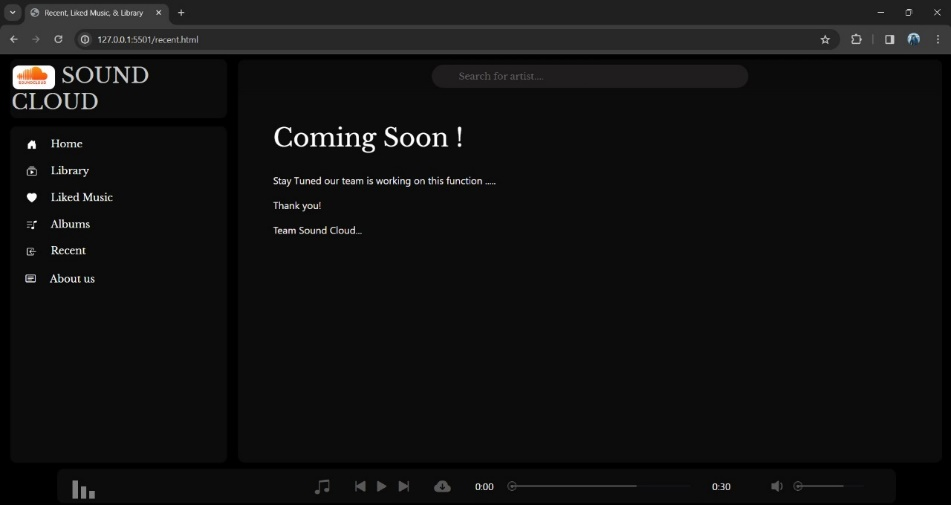 Recent, Liked Music, & Library
127.0.0.1:5501/recent.html
SOUNDCLOUD
SOUND
CLOUD
Search for artist....
Home
Library
Liked Music
Albums
Recent
About us
Coming Soon !
Stay Tuned our team is working on this function .....
Thank you!
Team Sound Cloud...
0:00
0:30